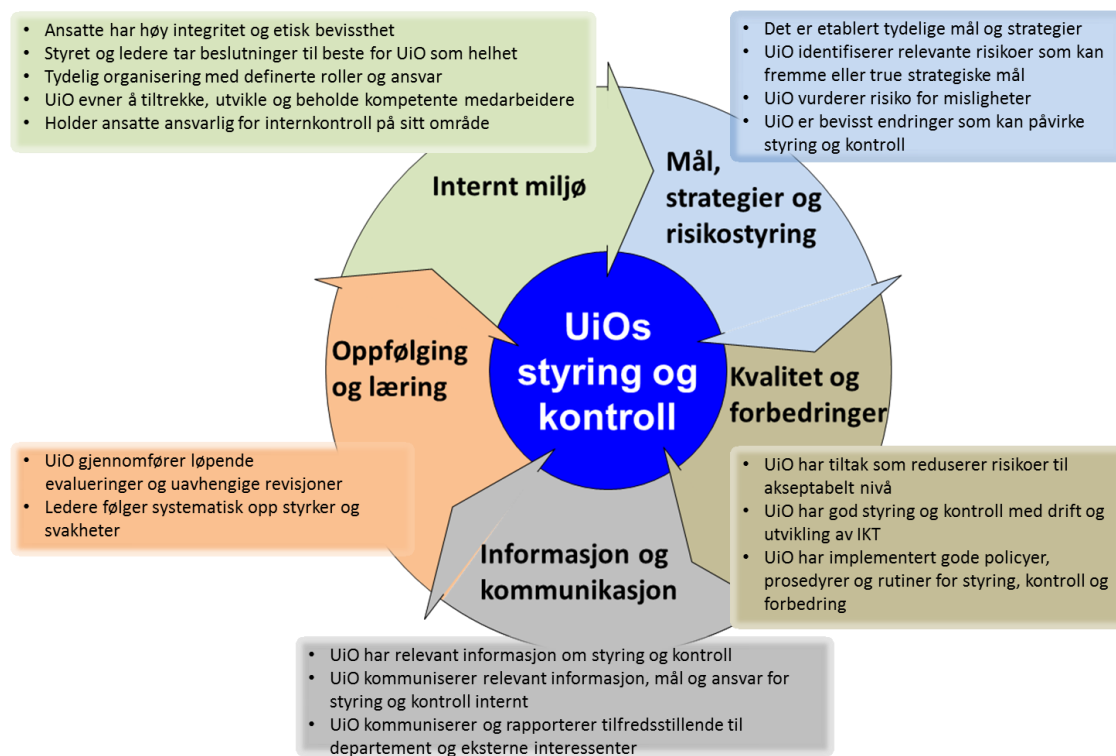 • Ansatte har høy integritet og etisk bevissthet
• Styret og ledere tar beslutninger til beste for UiO som helhet
• Tydelig organisering med definerte roller og ansvar
• UiO evner å tiltrekke, utvikle og beholde kompetente medarbeidere
• Holder ansatte ansvarlig for internkontroll på sitt område
• Det er etablert tydelige mål og strategier
• UiO identifiserer relevante risikoer som kan
fremme eller true strategiske mål
• UiO vurderer risiko for misligheter
• UiO er bevisst endringer som kan påvirke
styring og kontroll
Internt miljø
Mål,
strategier og
risikostyring
UiOs
styring og
kontroll
Oppfølging
og læring
Kvalitet og
forbedringer
• UiO gjennomfører løpende
evalueringer og uavhengige revisjoner
• Ledere følger systematisk opp styrker og
svakheter
• UiO har tiltak som reduserer risikoer til
akseptabelt nivå
• UiO har god styring og kontroll med drift og
utvikling av IKT
• UiO har implementert gode policyer,
prosedyrer og rutiner for styring, kontroll og
forbedring
Informasjon og
kommunikasjon
• UiO har relevant informasjon om styring og kontroll
• UiO kommuniserer relevant informasjon, mål og ansvar for
styring og kontroll internt
• UiO kommuniserer og rapporterer tilfredsstillende til
departement og eksterne interessenter